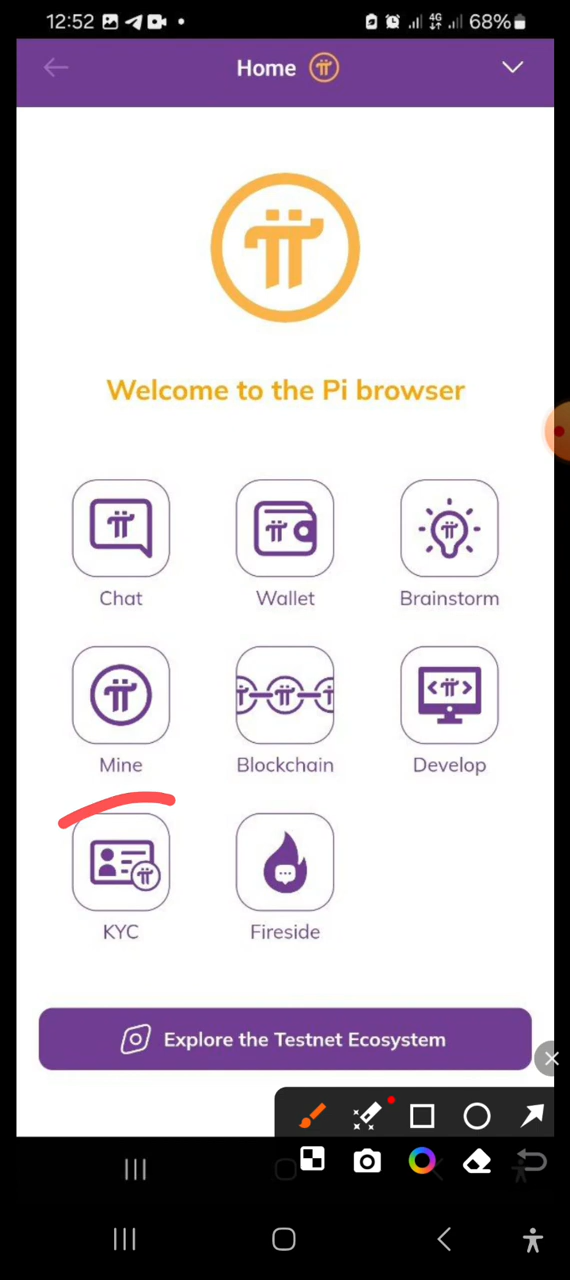 12:52 4G 68%
Home
Welcome to the Pi browser
Chat Wallet Brainstorm
Mine Blockchain Develop
KYC Fireside
Explore the Testnet Ecosystem